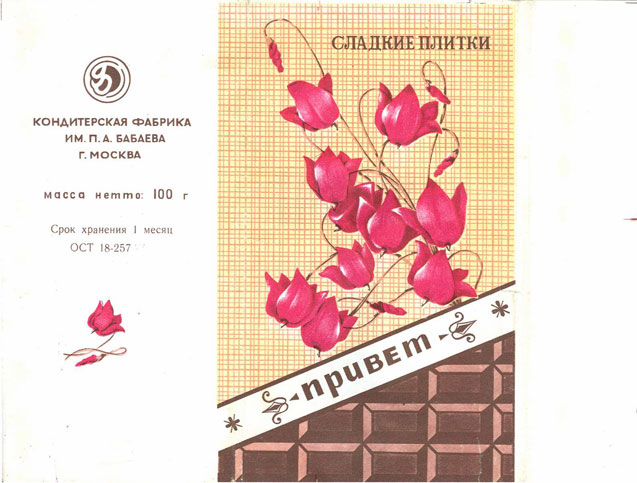 КОНДИТЕРСКАЯ ФАБРИКА
ИМ. П. А. БАБАЕВА
Г. МОСКВА
масса нетто: 100 г
Срок хранения 1 месяц
ОСТ 18-257
СЛАДКИЕ ПЛИТКИ
привет